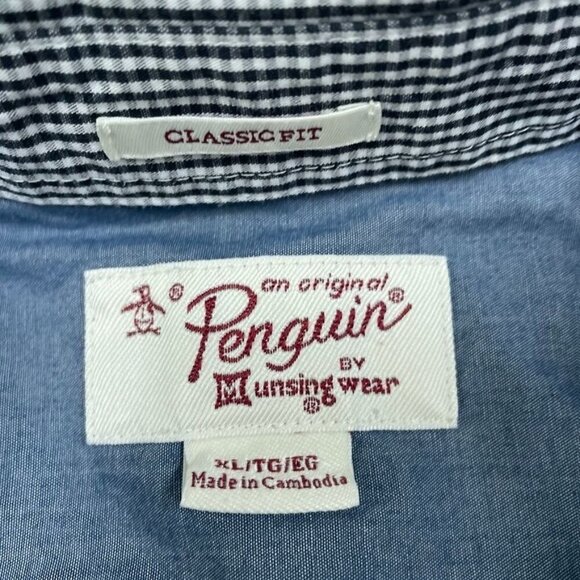 CLASSIC FIT
an original
Penguin®
®
BY
Munsingwear
®
XL/TG/EG
Made in Cambodia